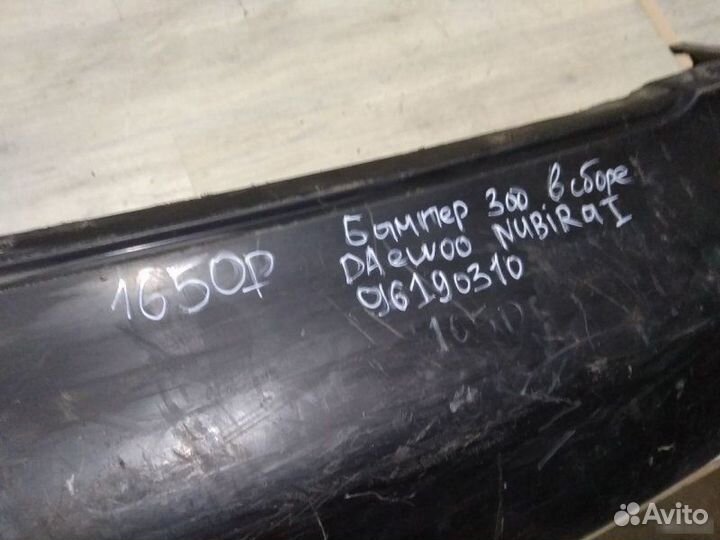 1650р
Бампер зад в сборе
DAewoo NUBiRa I
96190310
Avito